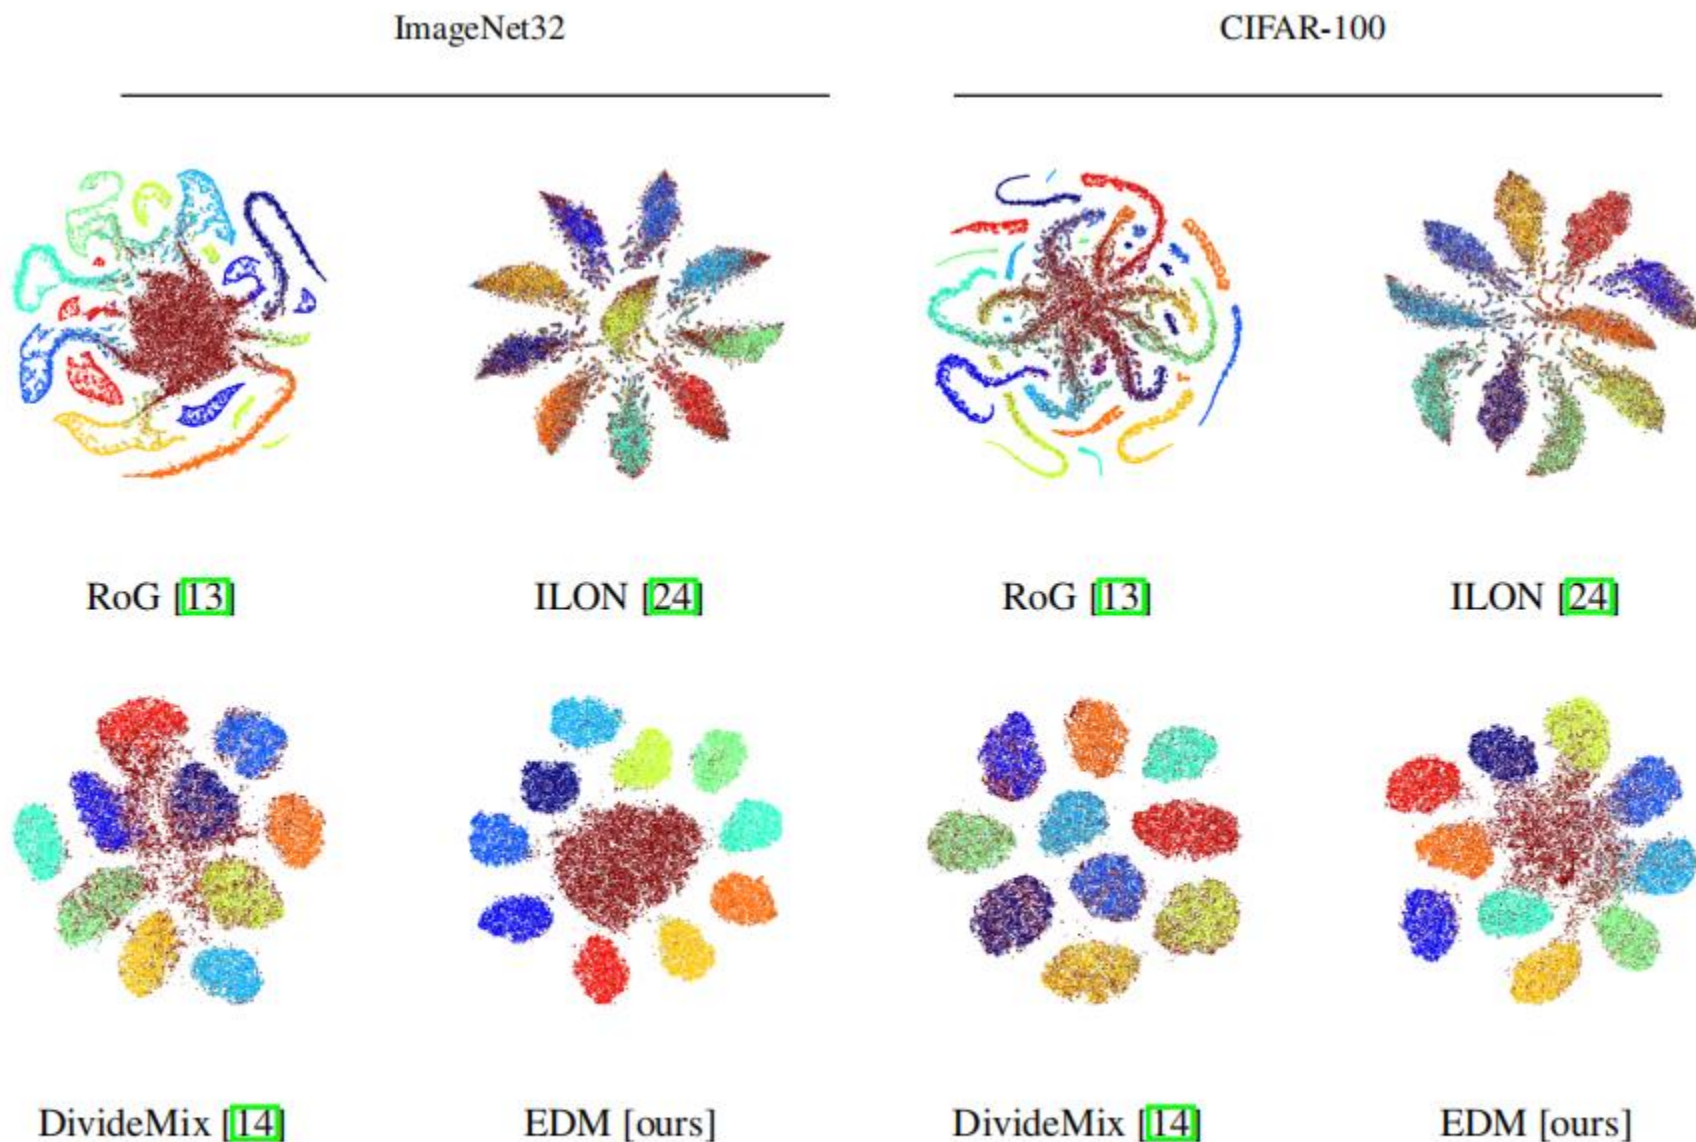 ImageNet32
CIFAR-100
RoG [13]
ILON [24]
RoG [13]
ILON [24]
DivideMix [14]
EDM [ours]
DivideMix [14]
EDM [ours]